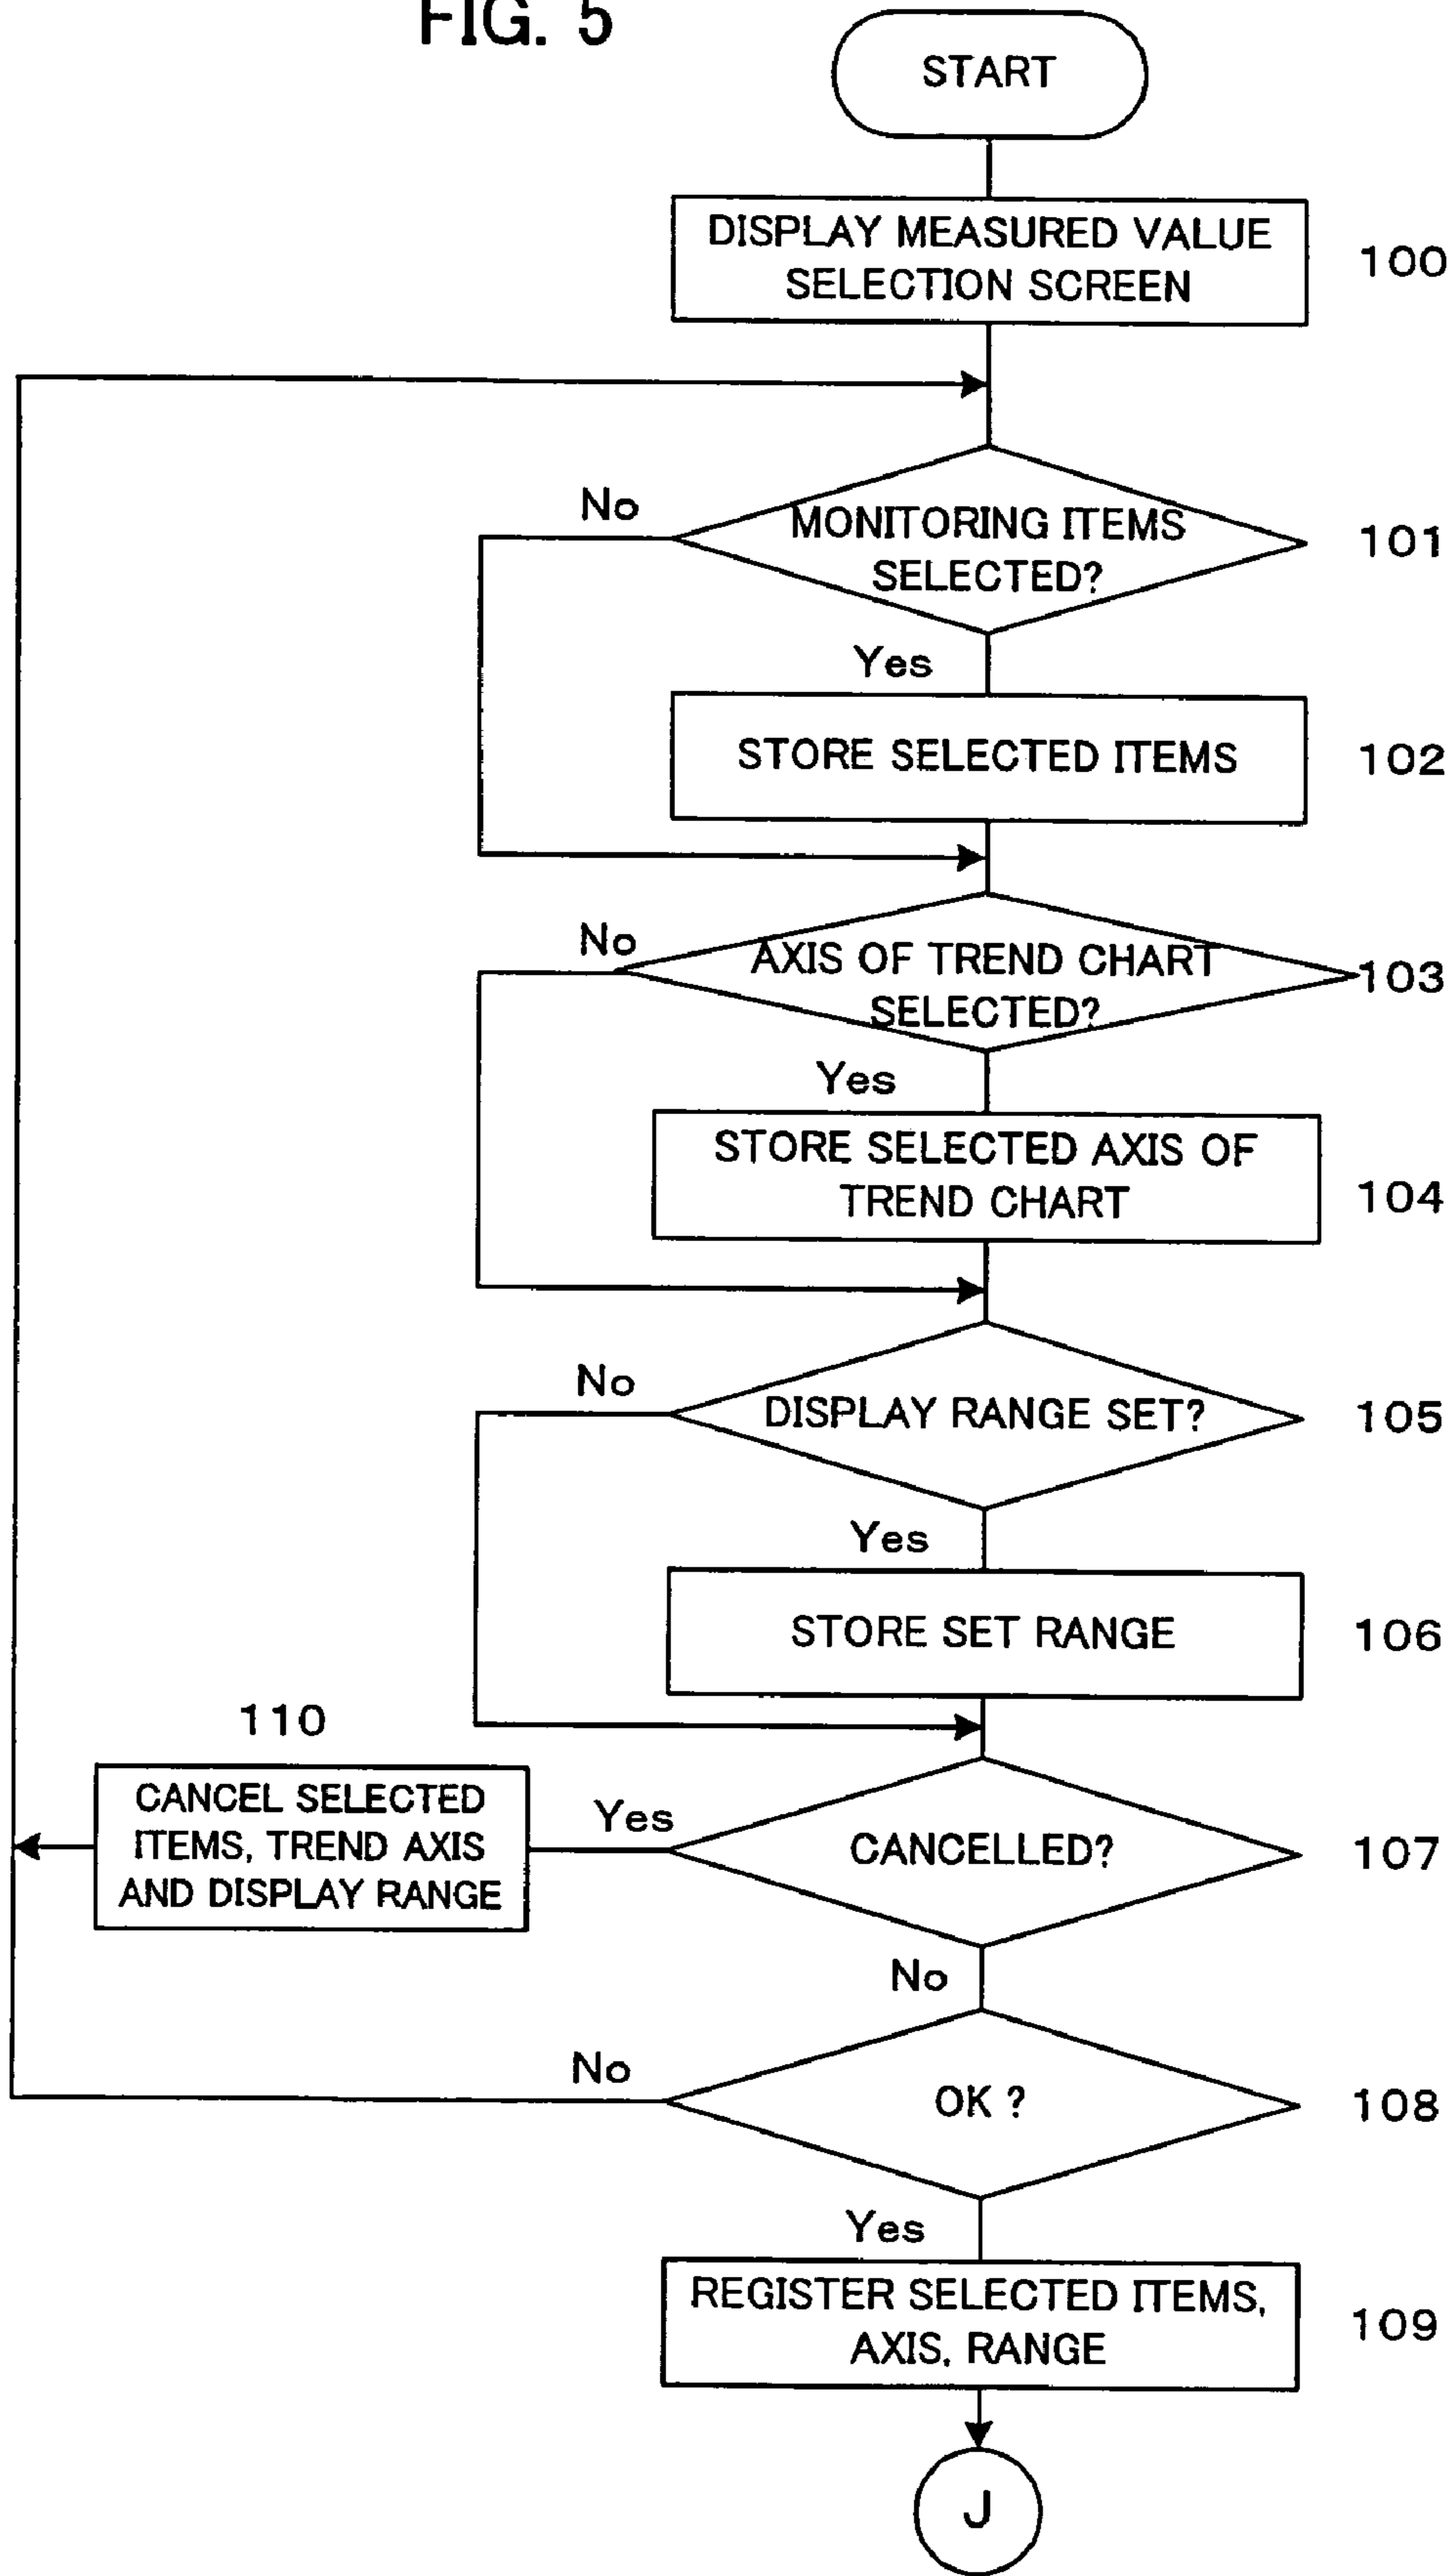 FIG. 5
START
DISPLAY MEASURED VALUE
SELECTION SCREEN
100
No
MONITORING ITEMS
SELECTED?
101
Yes
STORE SELECTED ITEMS
102
No
AXIS OF TREND CHART
SELECTED?
103
Yes
STORE SELECTED AXIS OF
TREND CHART
104
No
DISPLAY RANGE SET?
105
Yes
STORE SET RANGE
106
110
CANCEL SELECTED
ITEMS, TREND AXIS
AND DISPLAY RANGE
Yes
CANCELLED?
107
No
No
OK ?
108
Yes
REGISTER SELECTED ITEMS,
AXIS, RANGE
109
J